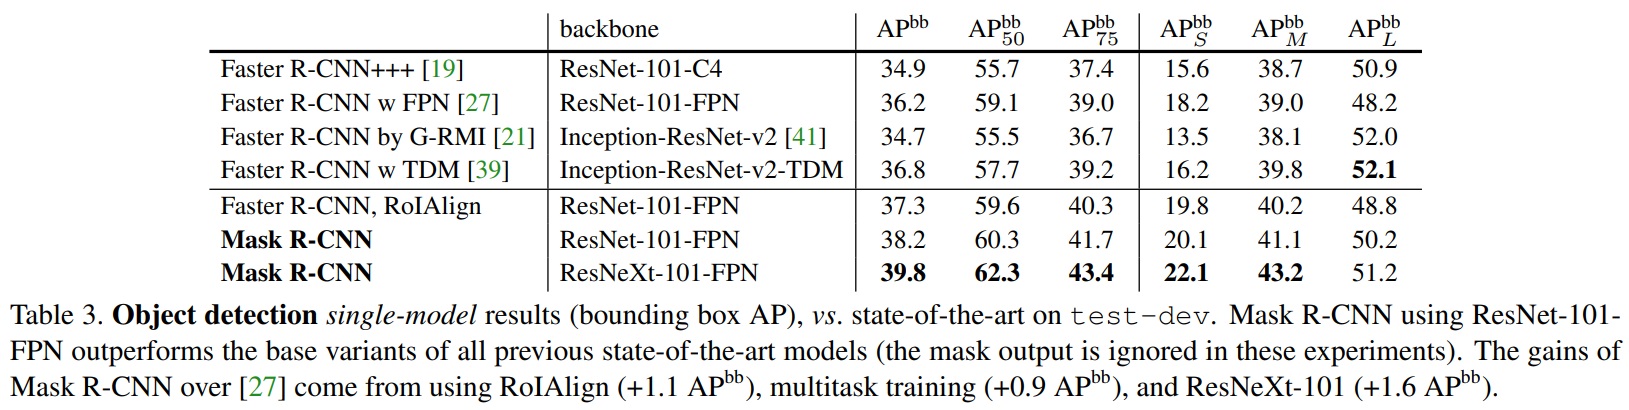 backbone AP^bb AP^bb_50 AP^bb_75 AP^bb_S AP^bb_M AP^bb_L
Faster R-CNN+++ [19] ResNet-101-C4 34.9 55.7 37.4 15.6 38.7 50.9
Faster R-CNN w FPN [27] ResNet-101-FPN 36.2 59.1 39.0 18.2 39.0 48.2
Faster R-CNN by G-RMI [21] Inception-ResNet-v2 [41] 34.7 55.5 36.7 13.5 38.1 52.0
Faster R-CNN w TDM [39] Inception-ResNet-v2-TDM 36.8 57.7 39.2 16.2 39.8 52.1
Faster R-CNN, RoIAlign ResNet-101-FPN 37.3 59.6 40.3 19.8 40.2 48.8
Mask R-CNN ResNet-101-FPN 38.2 60.3 41.7 20.1 41.1 50.2
Mask R-CNN ResNeXt-101-FPN 39.8 62.3 43.4 22.1 43.2 51.2
Table 3. Object detection single-model results (bounding box AP), vs. state-of-the-art on test-dev. Mask R-CNN using ResNet-101-
FPN outperforms the base variants of all previous state-of-the-art models (the mask output is ignored in these experiments). The gains of
Mask R-CNN over [27] come from using RoIAlign (+1.1 AP^bb), multitask training (+0.9 AP^bb), and ResNeXt-101 (+1.6 AP^bb).